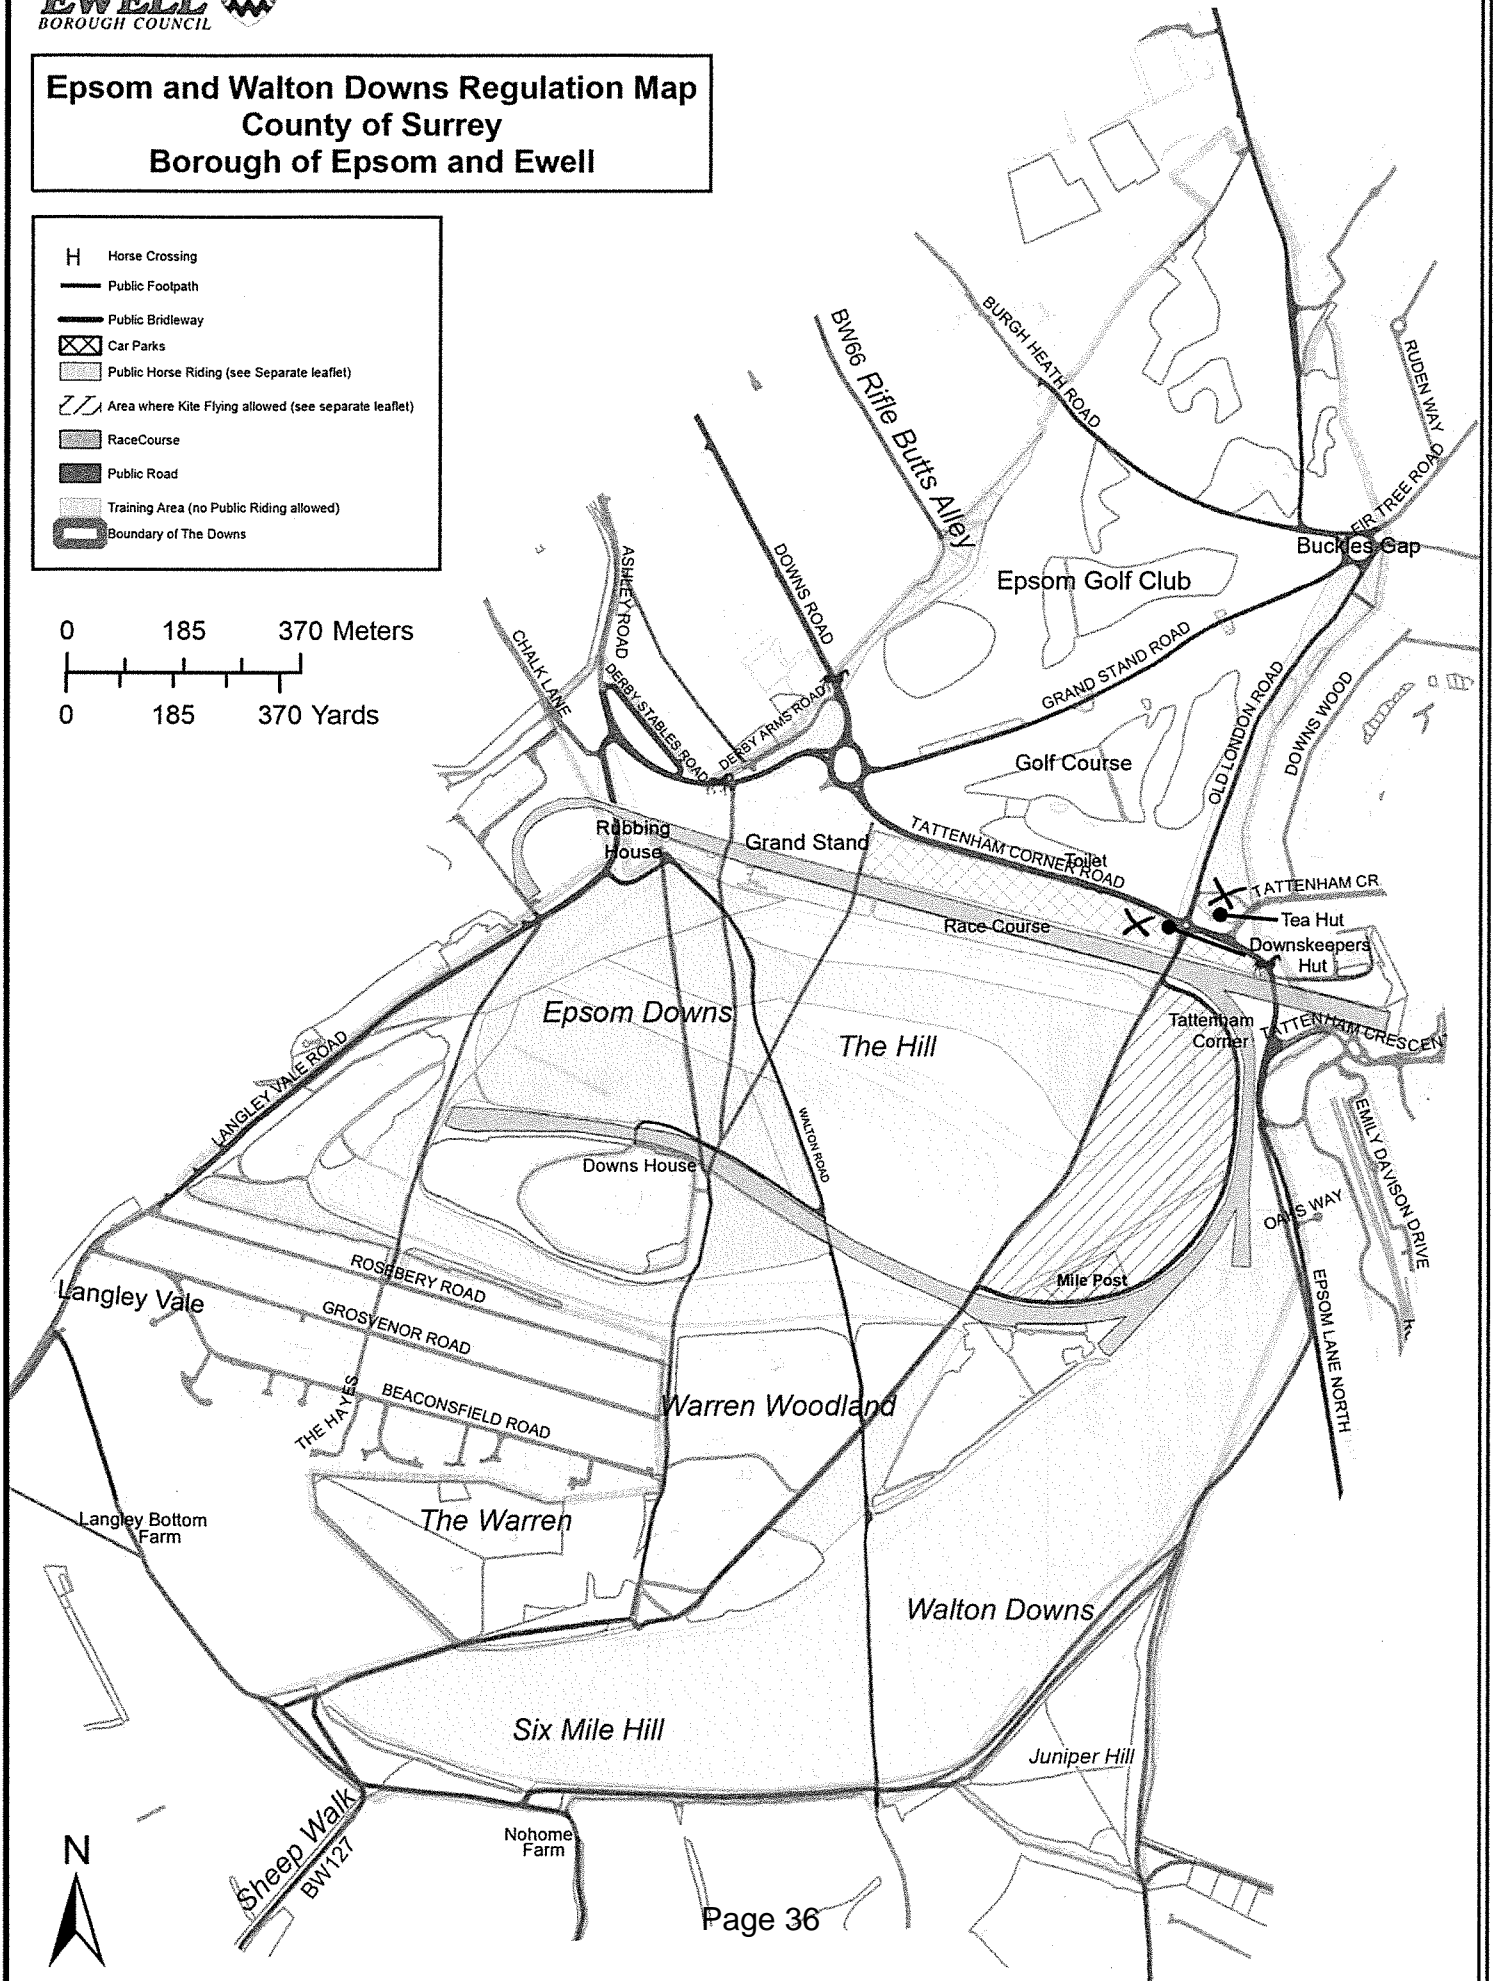 EWELL
BOROUGH COUNCIL
Epsom and Walton Downs Regulation Map
County of Surrey
Borough of Epsom and Ewell
H Horse Crossing
Public Footpath
Public Bridleway
Car Parks
Public Horse Riding (see Separate leaflet)
Area where Kite Flying allowed (see separate leaflet)
RaceCourse
Public Road
Training Area (no Public Riding allowed)
Boundary of The Downs
0 185 370 Meters
0 185 370 Yards
BURGH HEATH ROAD
BW66 Rifle Butts Alley
RUDEN WAY
FIR TREE ROAD
Buckles Gap
ASHLEY ROAD
DOWNS ROAD
Epsom Golf Club
CHALK LANE
DERBY STABLES ROAD
DERBY ARMS ROAD
GRAND STAND ROAD
OLD LONDON ROAD
DOWNS WOOD
Golf Course
Rubbing
House
Grand Stand
TATTENHAM CORNER ROAD
Toilet
TATTENHAM CR
Tea Hut
Race Course
Downskeepers
Hut
Epsom Downs
The Hill
Tattenham
Corner
TATTENHAM CRESCENT
LANGLEY VALE ROAD
WALTON ROAD
EMILY DAVISON DRIVE
Downs House
OAKS WAY
ROSEBERY ROAD
Mile Post
EPSOM LANE NORTH
Langley Vale
GROSVENOR ROAD
THE HAYES
BEACONSFIELD ROAD
Warren Woodland
Langley Bottom
Farm
The Warren
Walton Downs
Six Mile Hill
Juniper Hill
Sheep Walk
BW127
Nohome
Farm
N
Page 36